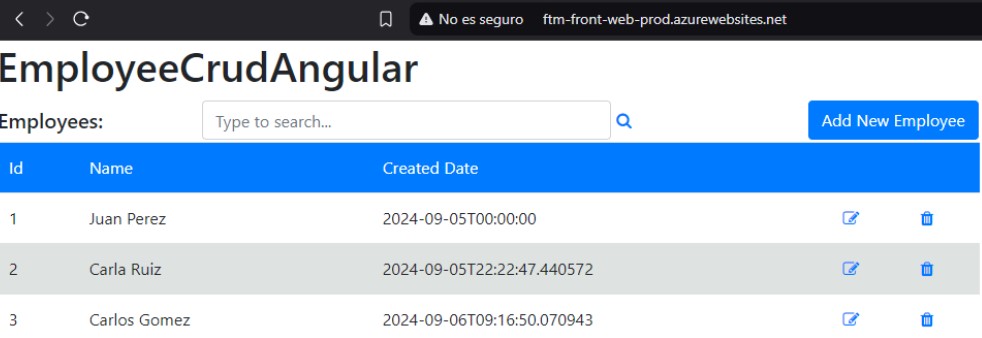 No es seguro ftm-front-web-prod.azurewebsites.net
EmployeeCrudAngular
Employees: Type to search... Add New Employee
Id Name Created Date
1 Juan Perez 2024-09-05T00:00:00
2 Carla Ruiz 2024-09-05T22:22:47.440572
3 Carlos Gomez 2024-09-06T09:16:50.070943